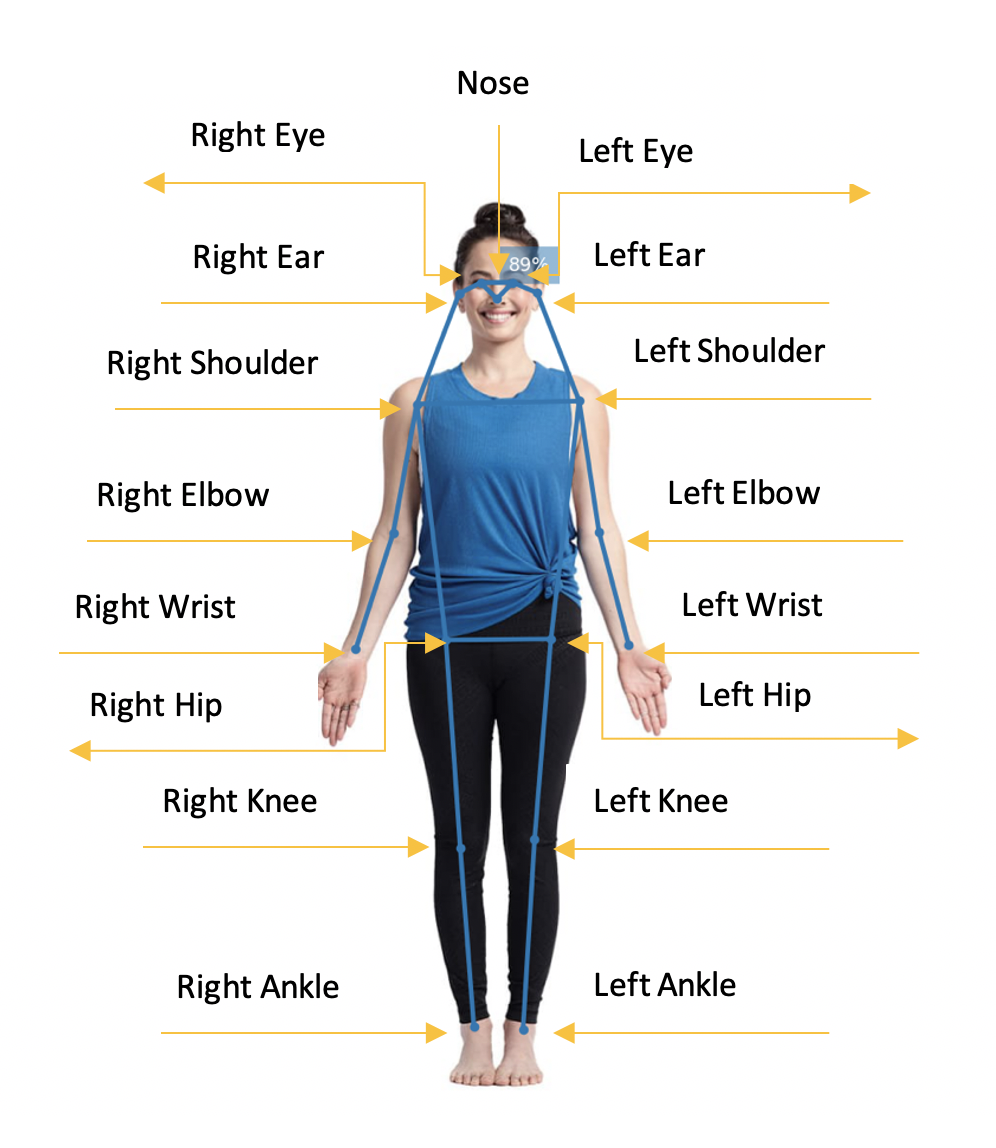 Nose
Right Eye
Left Eye
Right Ear
89%
Left Ear
Right Shoulder
Left Shoulder
Right Elbow
Left Elbow
Right Wrist
Left Wrist
Right Hip
Left Hip
Right Knee
Left Knee
Right Ankle
Left Ankle